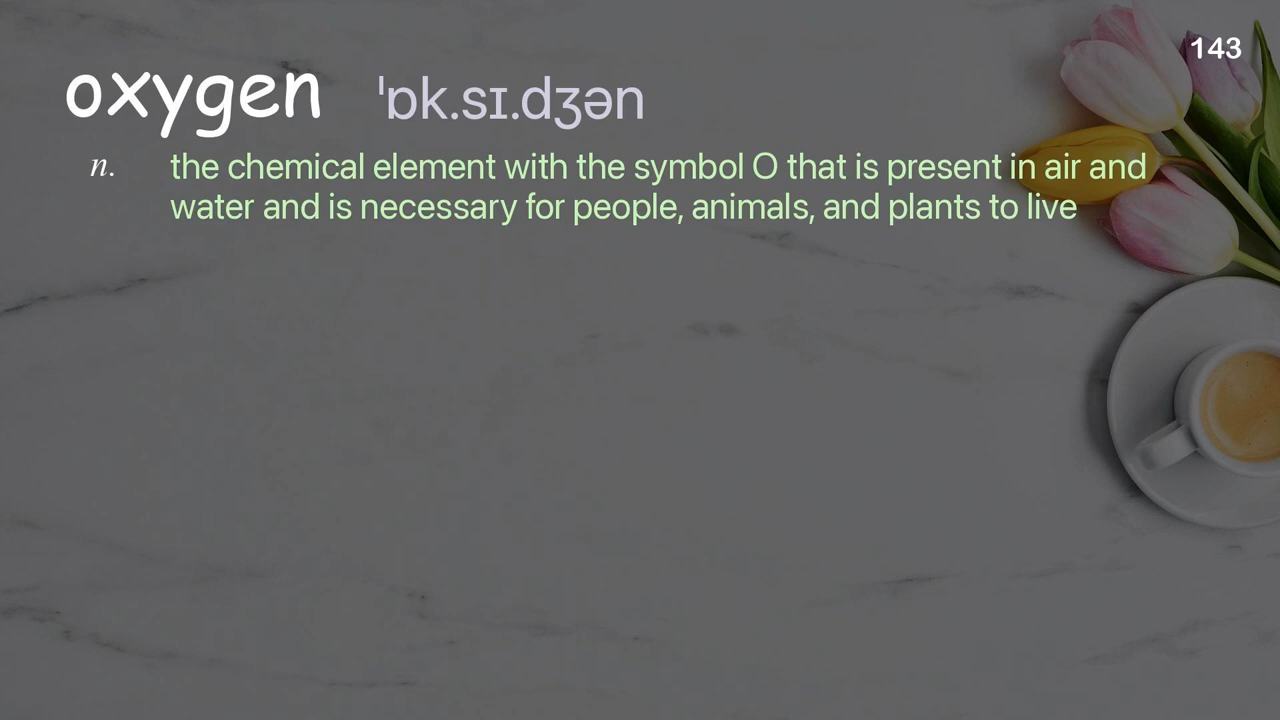 143
oxygen ˈɒk.sɪ.dʒən
n. the chemical element with the symbol O that is present in air and
water and is necessary for people, animals, and plants to live